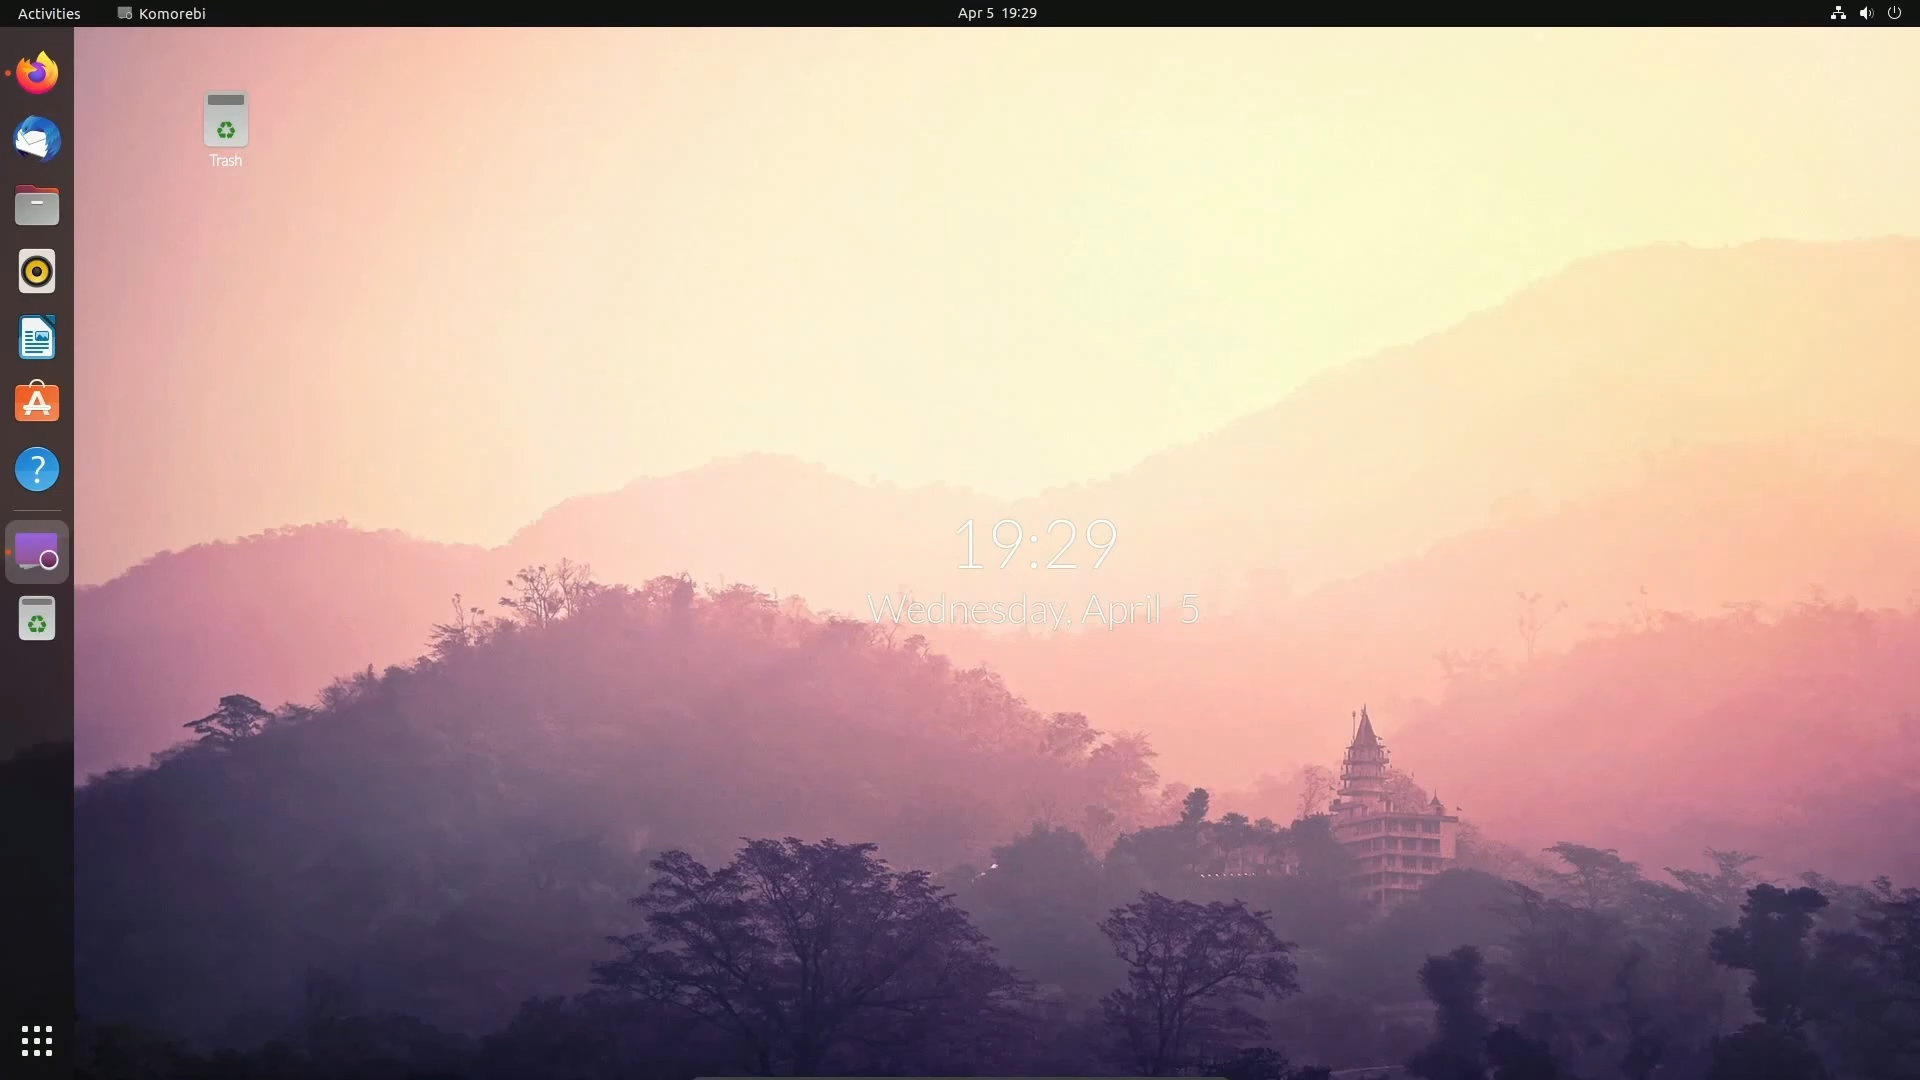 Activities
Komorebi
Apr 5 19:29
Trash
19:29
Wednesday, April 5